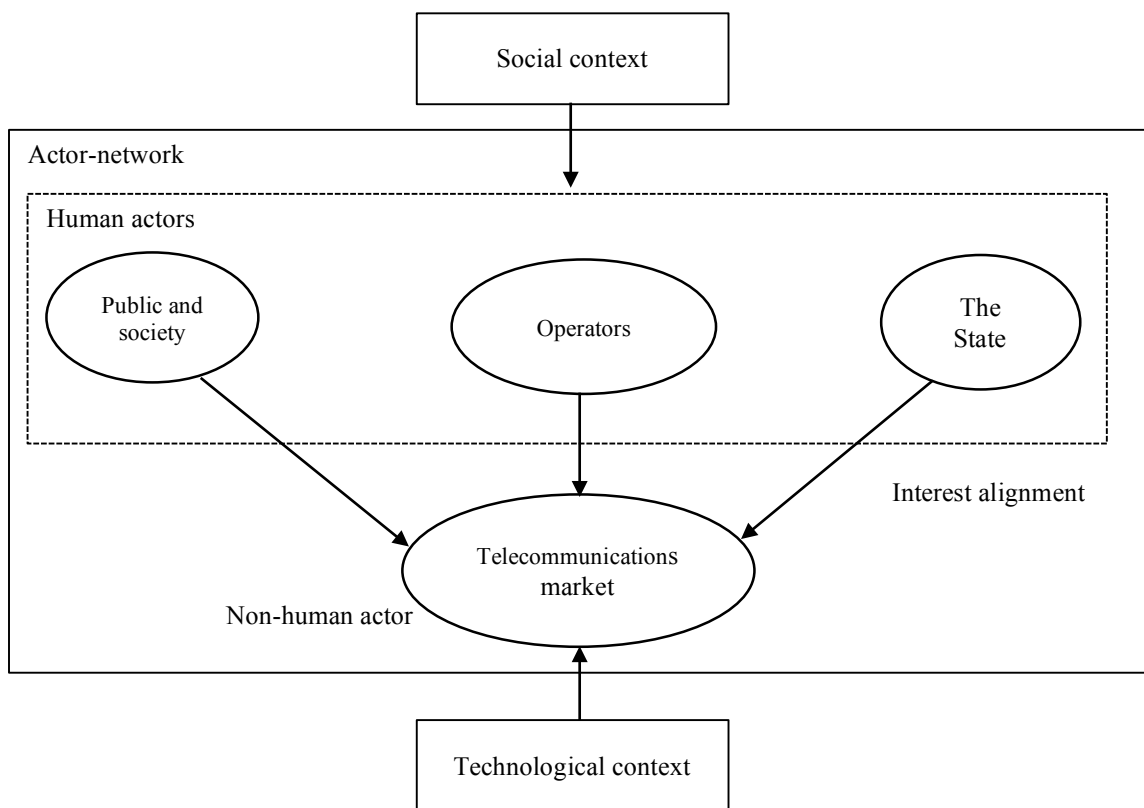 Social context
Actor-network
Human actors
Public and
society
Operators
The
State
Interest alignment
Telecommunications
market
Non-human actor
Technological context